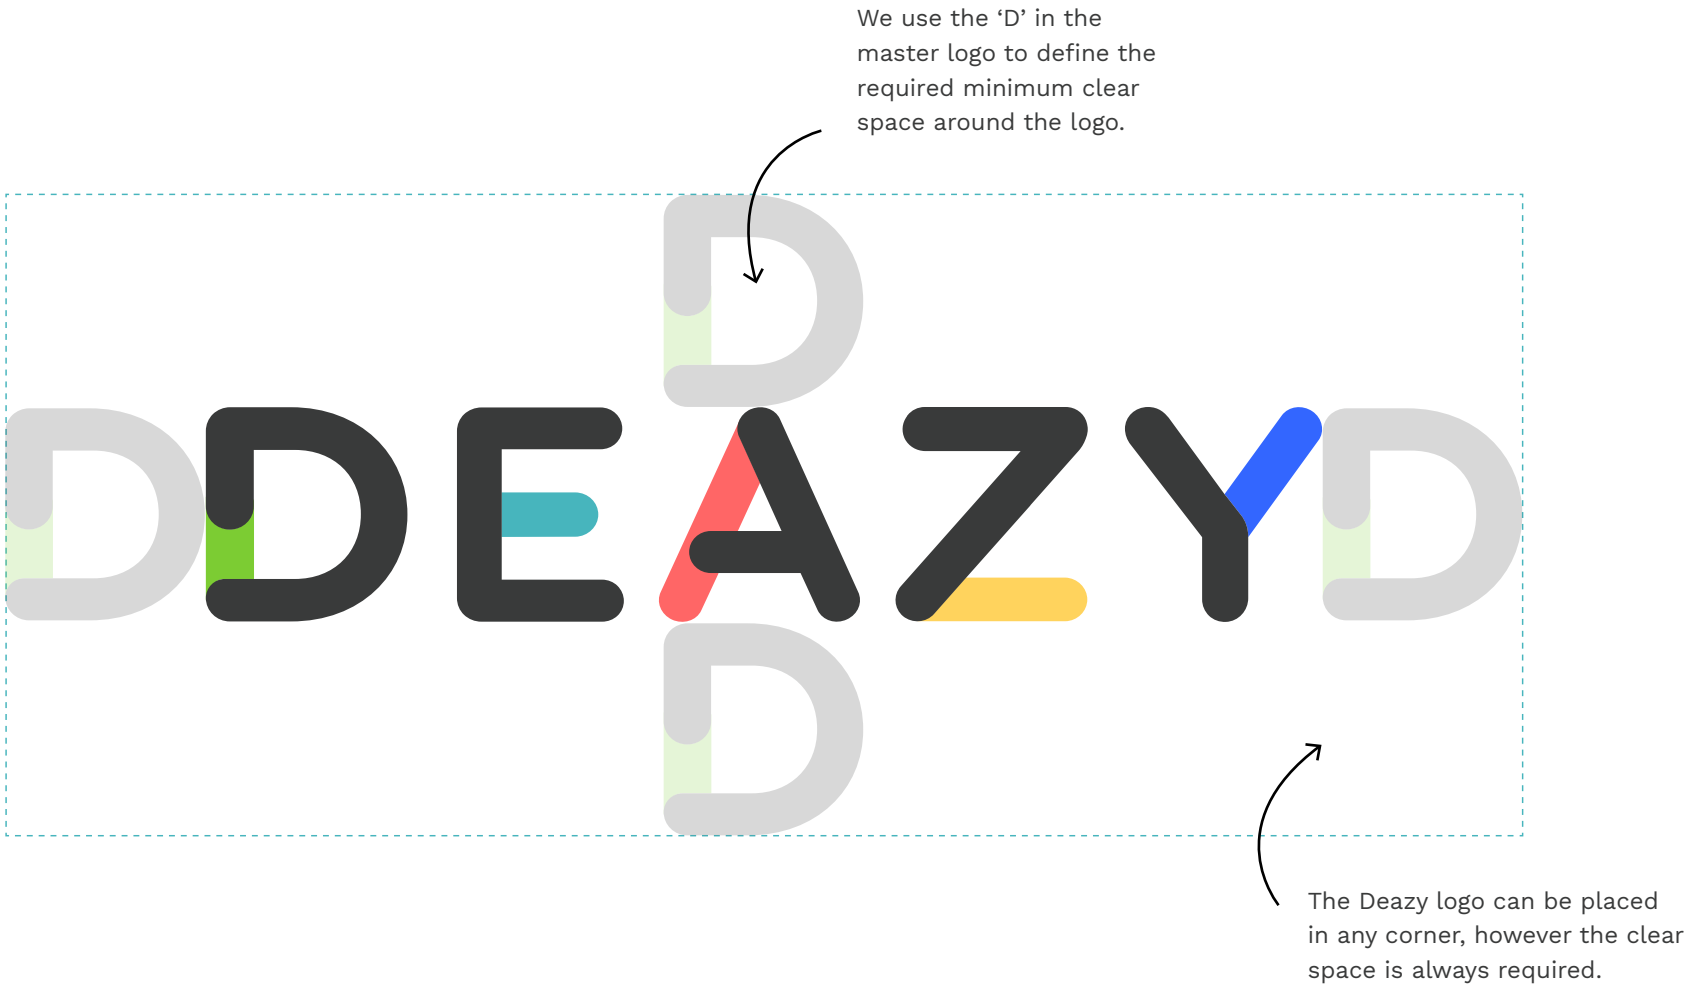 We use the ‘D’ in the
master logo to define the
required minimum clear
space around the logo.
D
D DEAZY D
D
The Deazy logo can be placed
in any corner, however the clear
space is always required.